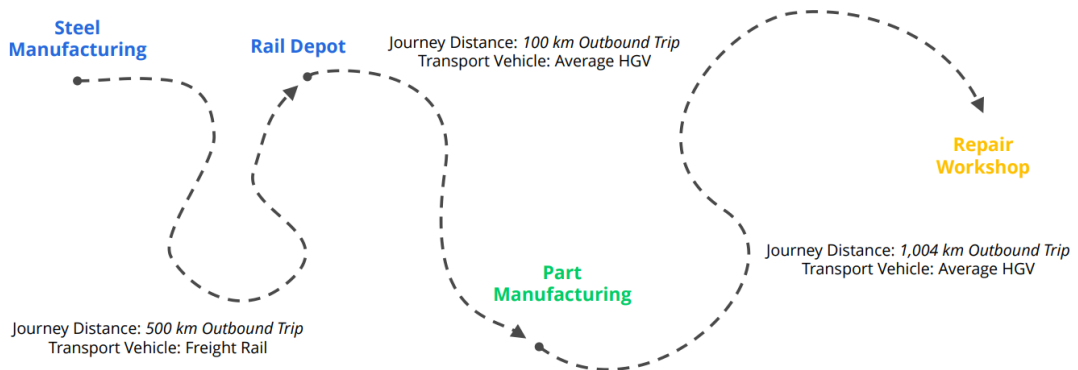 Steel
Manufacturing
Rail Depot
Journey Distance: 100 km Outbound Trip
Transport Vehicle: Average HGV
Repair
Workshop
Journey Distance: 1,004 km Outbound Trip
Transport Vehicle: Average HGV
Part
Manufacturing
Journey Distance: 500 km Outbound Trip
Transport Vehicle: Freight Rail